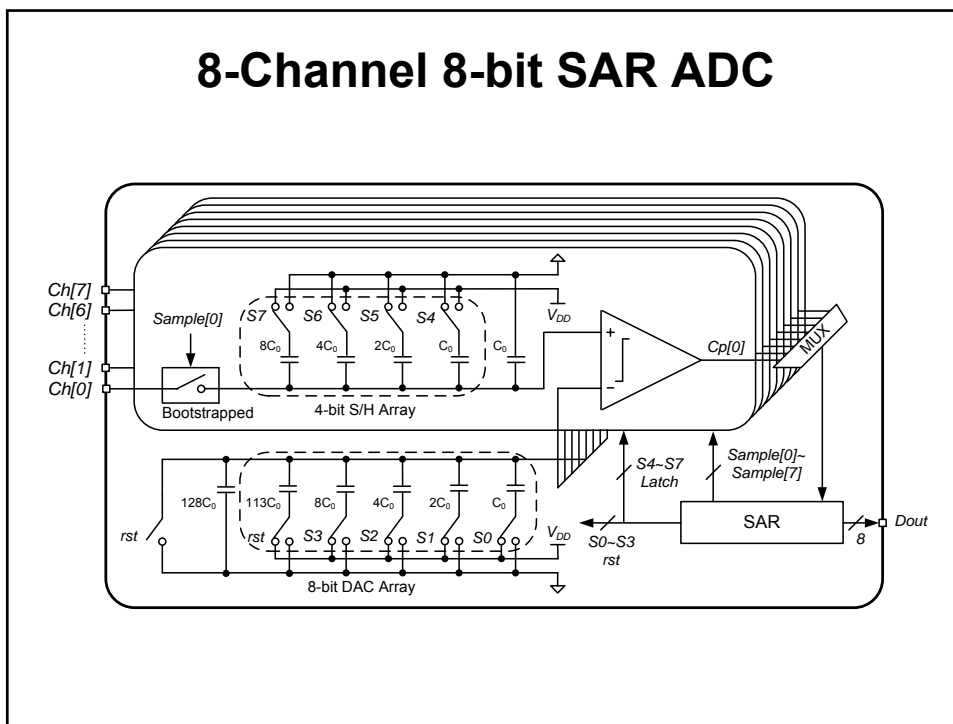 8-Channel 8-bit SAR ADC
Ch[7]
Ch[6]
Ch[1]
Ch[0]
Sample[0]
Bootstrapped
S7
S6
S5
S4
8C0
4C0
2C0
C0
C0
VDD
4-bit S/H Array
+
−
Cp[0]
MUX
128C0
113C0
8C0
4C0
2C0
C0
rst
rst
S3
S2
S1
S0
VDD
8-bit DAC Array
S4~S7
Latch
Sample[0]~
Sample[7]
S0~S3
rst
SAR
8
Dout